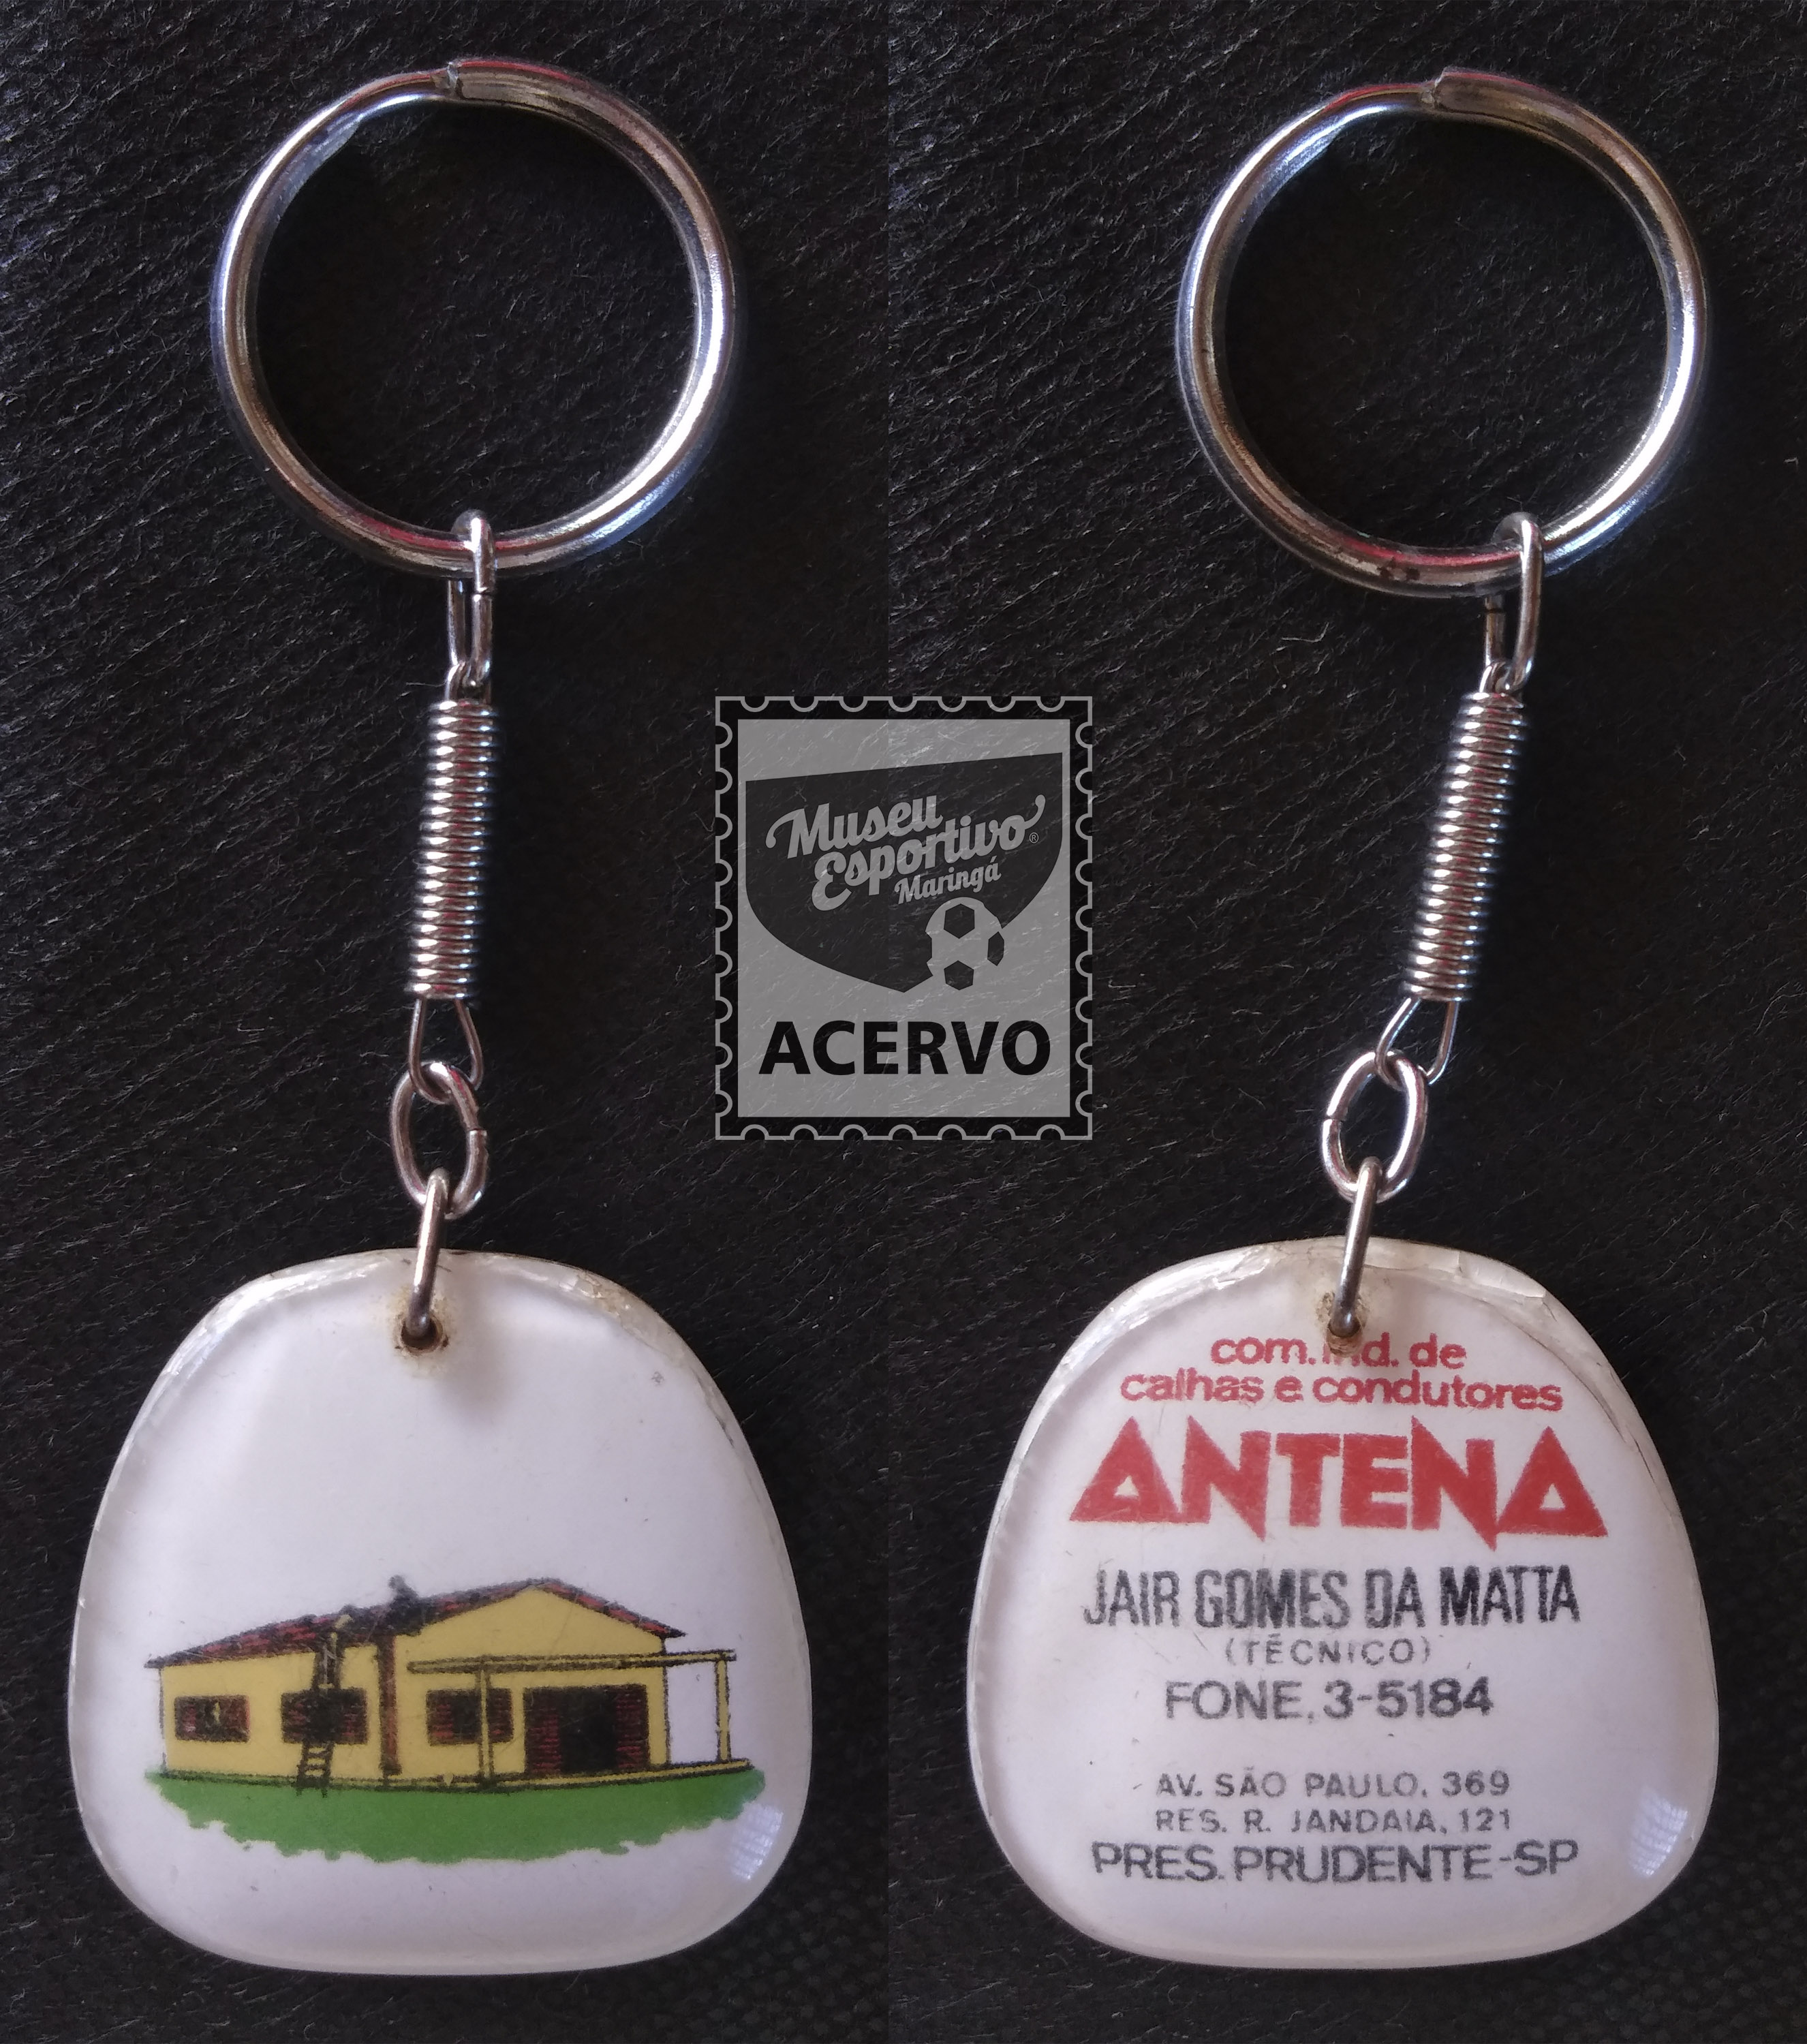 Museu
Esportivo®
Maringá
ACERVO
com. ind. de
calhas e condutores
ANTENA
JAIR GOMES DA MATTA
(TÉCNICO)
FONE. 3-5184
AV. SÃO PAULO. 369
RES. R. JANDAIA, 121
PRES. PRUDENTE-SP